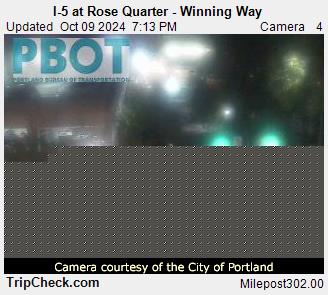 I-5 at Rose Quarter - Winning Way
Updated Oct 09 2024 7:13 PM Camera 4
PBOT
PORTLAND BUREAU OF TRANSPORTATION
Camera courtesy of the City of Portland
TripCheck.com Milepost302.00